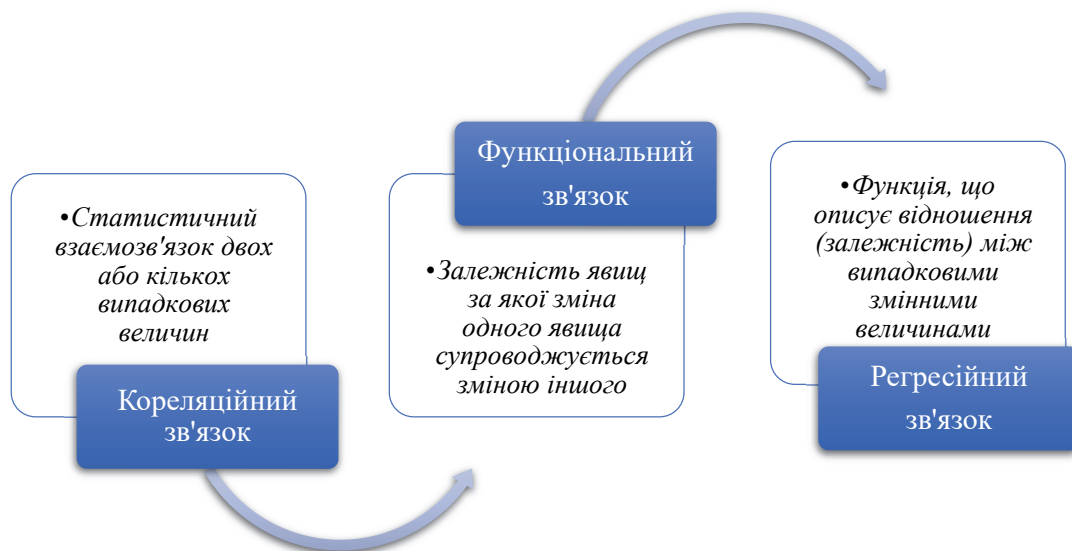 •Статистичний
взаємозв'язок двох
або кількох
випадкових
величин
Кореляційний
зв'язок
Функціональний
зв'язок
•Залежність явищ
за якої зміна
одного явища
супроводжується
зміною іншого
•Функція, що
описує відношення
(залежність) між
випадковими
змінними
величинами
Регресійний
зв'язок